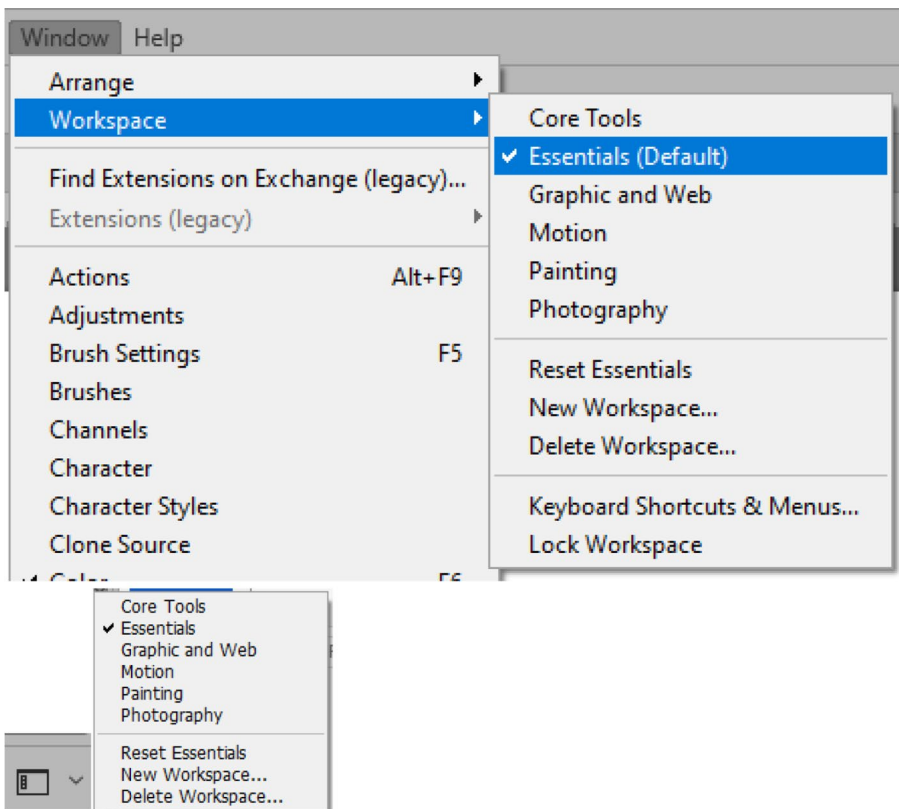 Window Help
Arrange
Workspace
Find Extensions on Exchange (legacy)...
Extensions (legacy)
Actions Alt+F9
Adjustments
Brush Settings F5
Brushes
Channels
Character
Character Styles
Clone Source
Color F6
Core Tools
Essentials (Default)
Graphic and Web
Motion
Painting
Photography
Reset Essentials
New Workspace...
Delete Workspace...
Keyboard Shortcuts & Menus...
Lock Workspace
Core Tools
Essentials
Graphic and Web
Motion
Painting
Photography
Reset Essentials
New Workspace...
Delete Workspace...